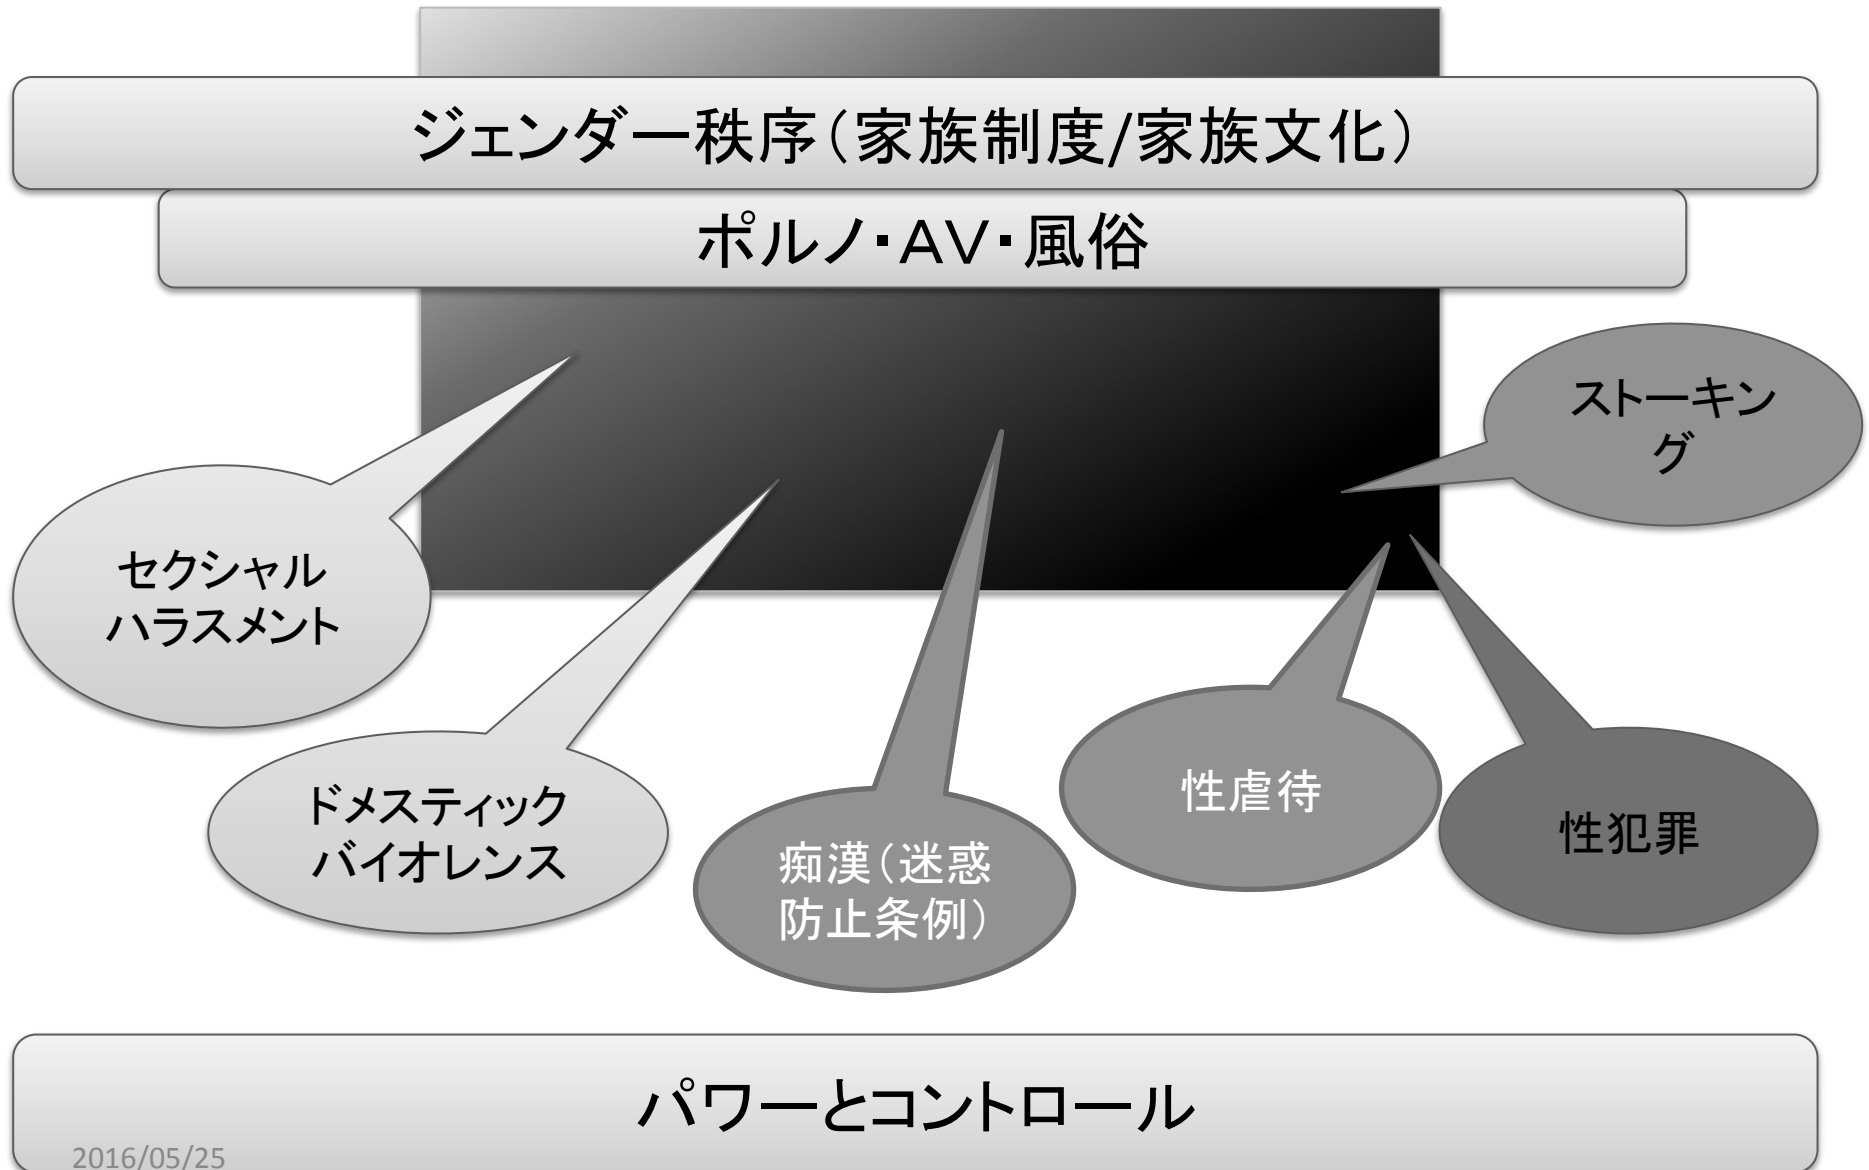 ジェンダー秩序（家族制度/家族文化）
ポルノ・AV・風俗
ストーキン
グ
セクシャル
ハラスメント
ドメスティック
バイオレンス
痴漢（迷惑
防止条例）
性虐待
性犯罪
パワーとコントロール
2016/05/25